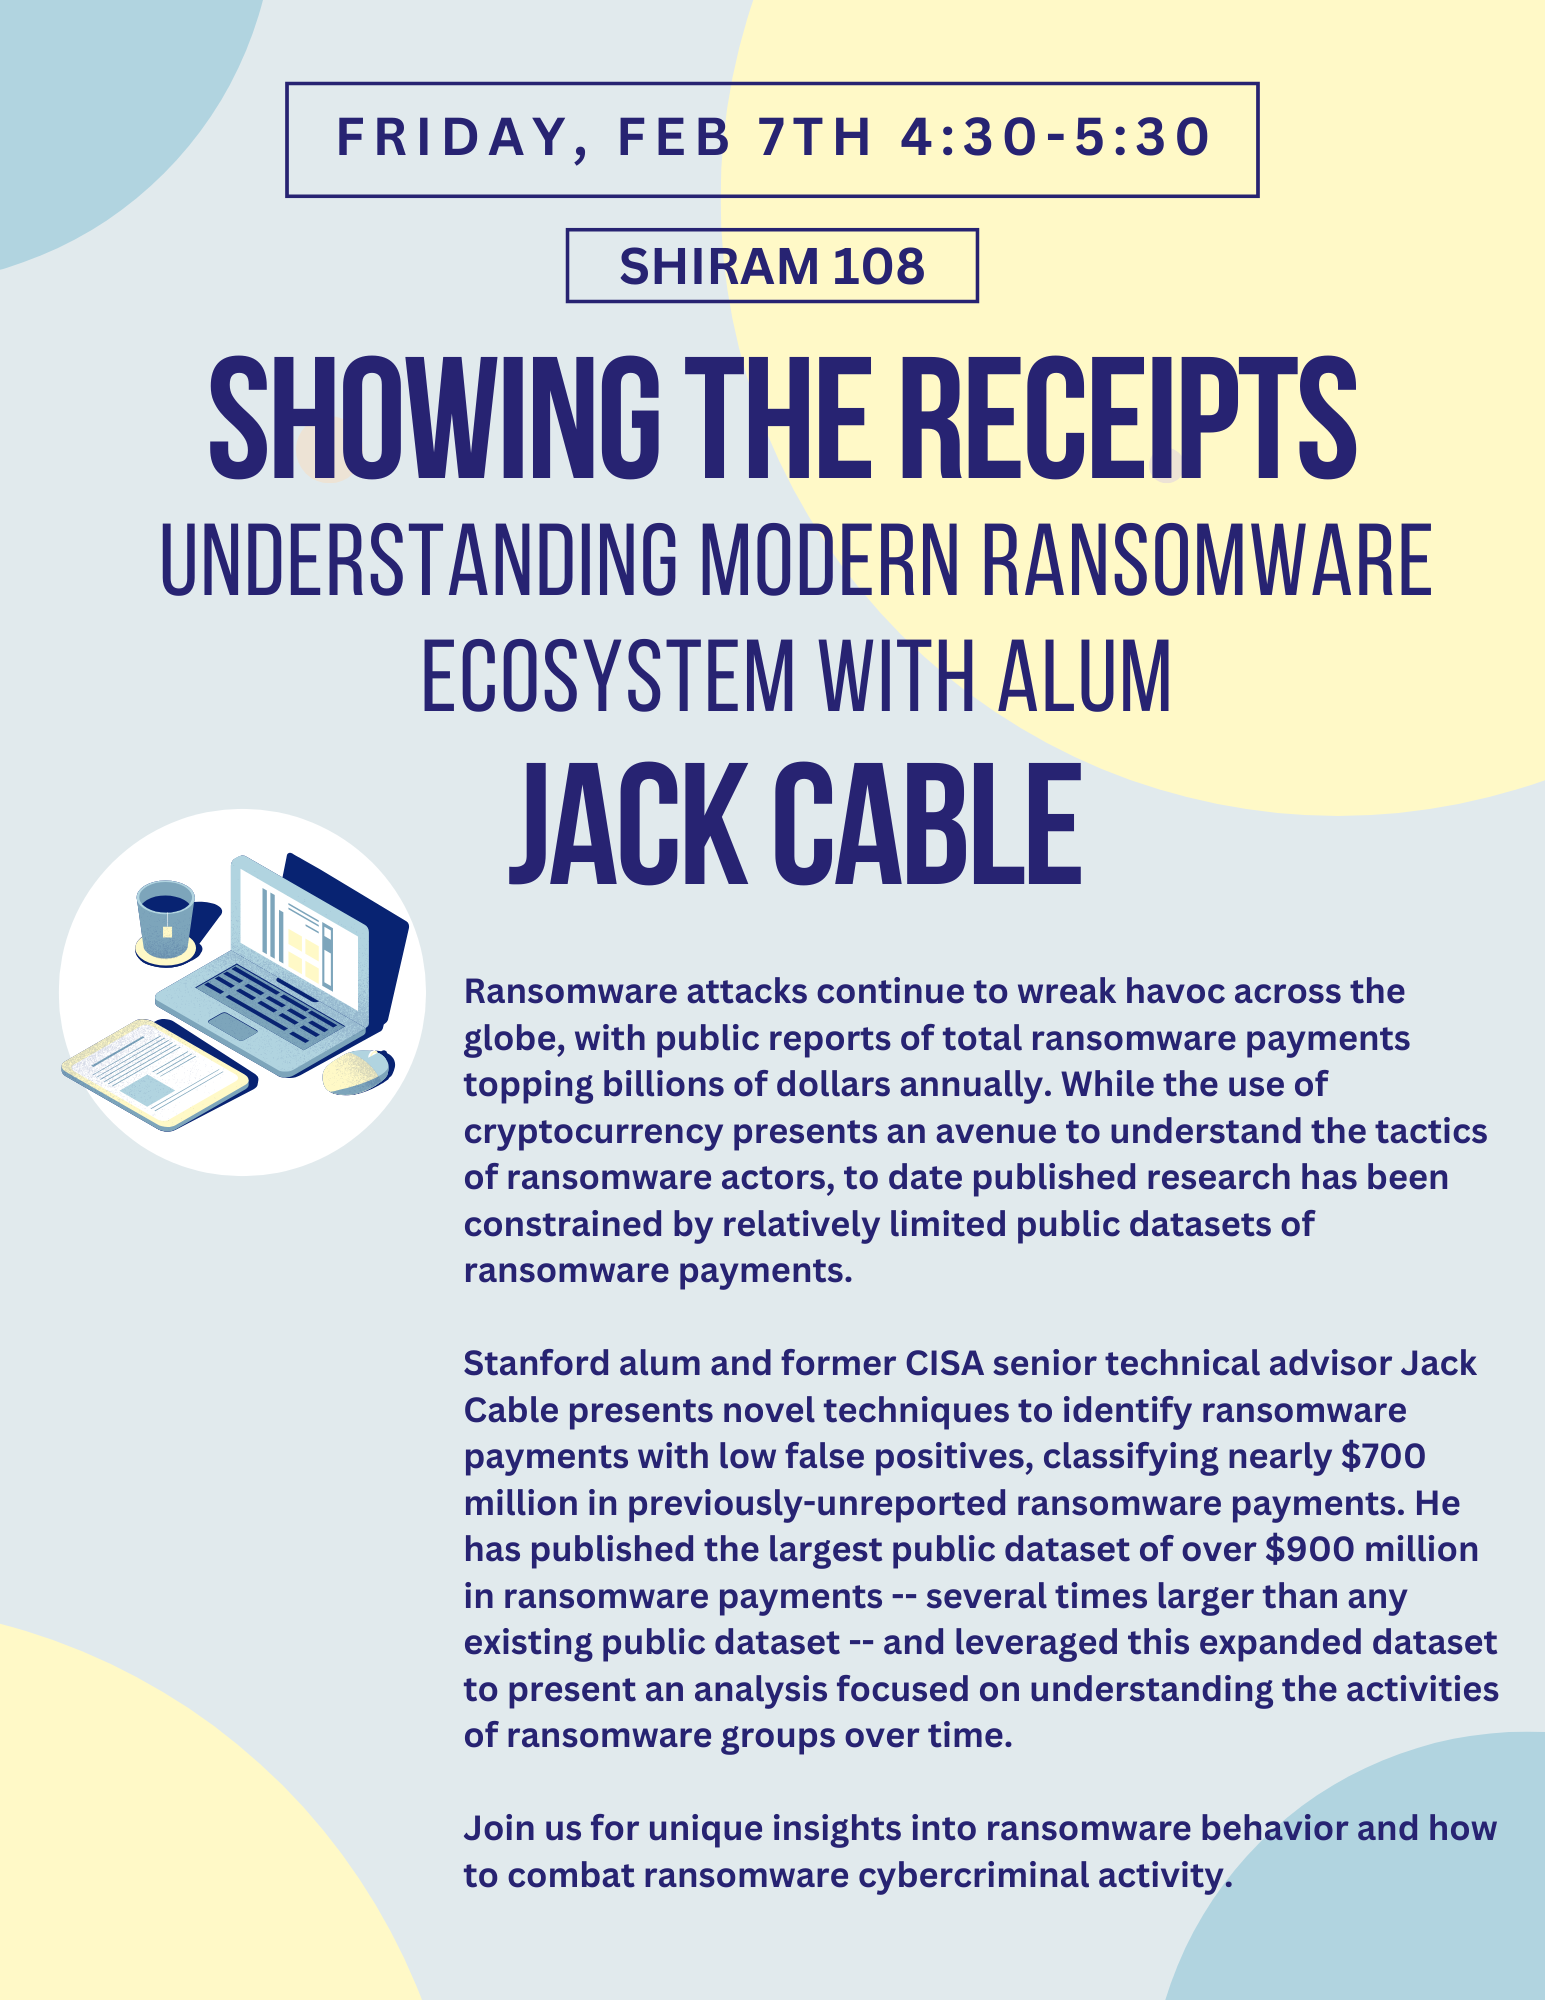 FRIDAY, FEB 7TH 4:30-5:30
SHIRAM 108
SHOWING THE RECEIPTS
UNDERSTANDING MODERN RANSOMWARE
ECOSYSTEM WITH ALUM
JACK CABLE
Ransomware attacks continue to wreak havoc across the
globe, with public reports of total ransomware payments
topping billions of dollars annually. While the use of
cryptocurrency presents an avenue to understand the tactics
of ransomware actors, to date published research has been
constrained by relatively limited public datasets of
ransomware payments.
Stanford alum and former CISA senior technical advisor Jack
Cable presents novel techniques to identify ransomware
payments with low false positives, classifying nearly $700
million in previously-unreported ransomware payments. He
has published the largest public dataset of over $900 million
in ransomware payments -- several times larger than any
existing public dataset -- and leveraged this expanded dataset
to present an analysis focused on understanding the activities
of ransomware groups over time.
Join us for unique insights into ransomware behavior and how
to combat ransomware cybercriminal activity.